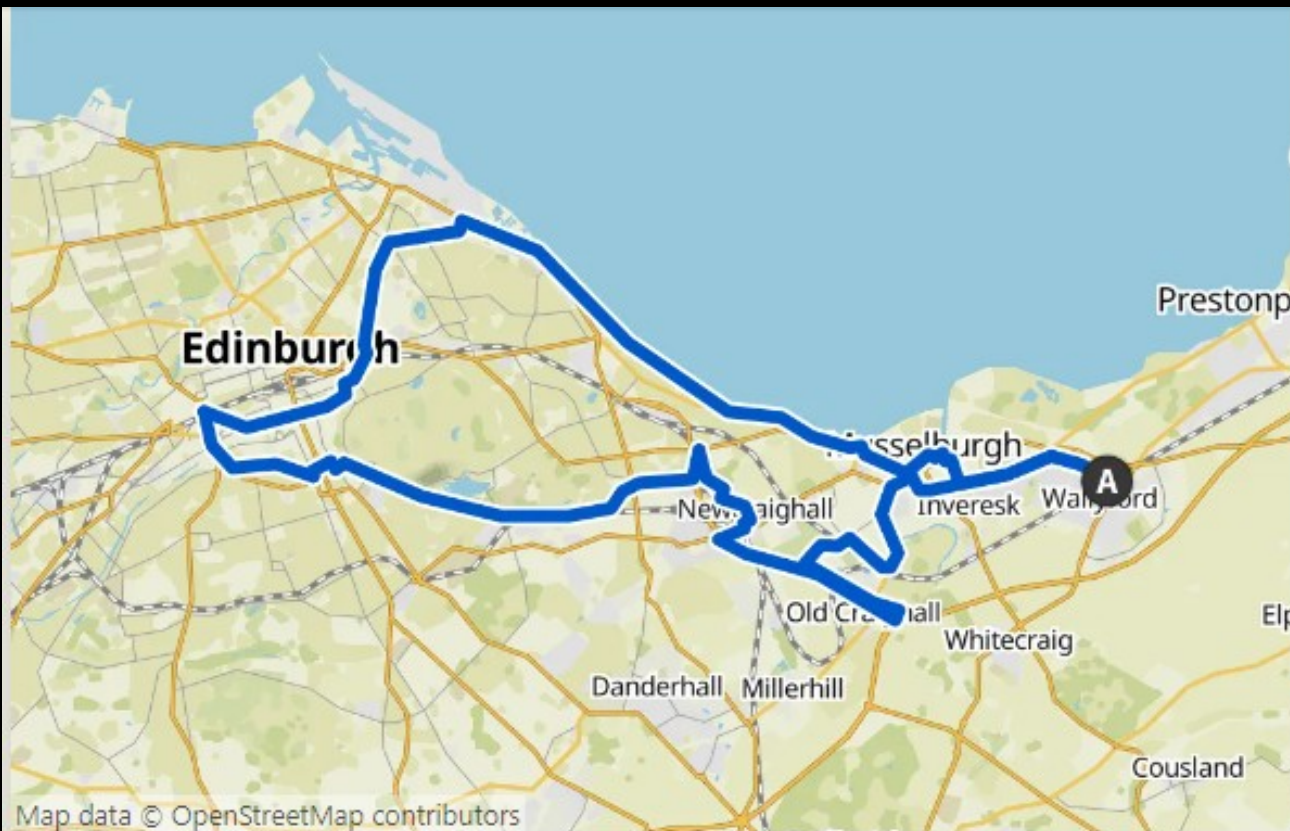 Prestonp
Edinburgh
Musselburgh
A
Newcraighall
Inveresk
Wallyford
Old Craighall
Elp
Whitecraig
Danderhall
Millerhill
Cousland
Map data © OpenStreetMap contributors